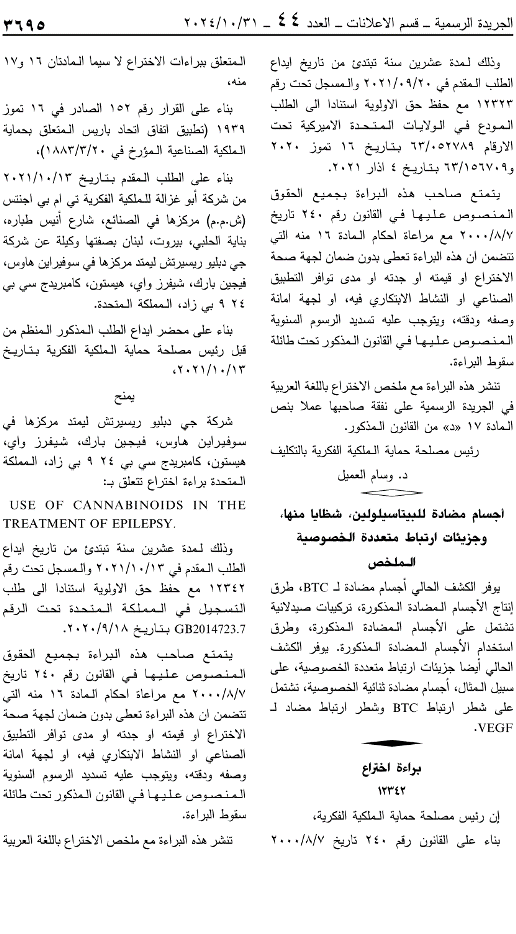 الجريدة الرسمية ــ قسم الاعلانات ــ العدد ٤٤ ــ ٢٠٢٤/١٠/٣١
٣٦٩٥
وذلك لـمدة عشرين سنة تبتدئ من تاريخ ايداع
الطلب المقدم في ٢٠٢١/٠٩/٢٠ والمسجل تحت رقم
١٢٣٢٣ مع حفظ حق الاولوية استنادا الى الطلب
المودع في الولايات المتحدة الاميركية تحت
الارقام ٦٣/٠٥٢٧٨٩ بتاريخ ١٦ تموز ٢٠٢٠
و٦٣/١٥٦٧٠٩ بتاريخ ٤ اذار ٢٠٢١.
يتمتع صاحب هذه البراءة بجميع الحقوق
المنصوص عليها في القانون رقم ٢٤٠ تاريخ
٢٠٠٠/٨/٧ مع مراعاة احكام المادة ١٦ منه التي
تتضمن ان هذه البراءة تعطى بدون ضمان لجهة صحة
الاختراع او قيمته او جدته او مدى توافر التطبيق
الصناعي او النشاط الابتكاري فيه، او لجهة امانة
وصفه ودقته، ويتوجب عليه تسديد الرسوم السنوية
المنصوص عليها في القانون المذكور تحت طائلة
سقوط البراءة.
تنشر هذه البراءة مع ملخص الاختراع باللغة العربية
في الجريدة الرسمية على نفقة صاحبها عملا بنص
المادة ١٧ «د» من القانون المذكور.
رئيس مصلحة حماية الملكية الفكرية بالتكليف
د. وسام العميل
أجسام مضادة للبيتاسيلولين، شظايا منها،
وجزيئات ارتباط متعددة الخصوصية
الملخص
يوفر الكشف الحالي أجسام مضادة لـ BTC، طرق
إنتاج الأجسام المضادة المذكورة، تركيبات صيدلانية
تشتمل على الأجسام المضادة المذكورة، وطرق
استخدام الأجسام المضادة المذكورة. يوفر الكشف
الحالي أيضا جزيئات ارتباط متعددة الخصوصية، على
سبيل المثال، أجسام مضادة ثنائية الخصوصية، تشتمل
على شطر ارتباط BTC وشطر ارتباط مضاد لـ
VEGF.
براءة اختراع
١٢٣٤٢
إن رئيس مصلحة حماية الملكية الفكرية،
بناء على القانون رقم ٢٤٠ تاريخ ٢٠٠٠/٨/٧
المتعلق ببراءات الاختراع لا سيما المادتان ١٦ و١٧
منه،
بناء على القرار رقم ١٥٢ الصادر في ١٦ تموز
١٩٣٩ (تطبيق اتفاق اتحاد باريس المتعلق بحماية
الملكية الصناعية المؤرخ في ١٨٨٣/٣/٢٠)،
بناء على الطلب المقدم بتاريخ ٢٠٢١/١٠/١٣
من شركة أبو غزالة للملكية الفكرية تي ام بي اجنتس
(ش.م.م) مركزها في الصنائع، شارع أنيس طباره،
بناية الحلبي، بيروت، لبنان بصفتها وكيلة عن شركة
جي دبليو ريسيرتش ليمتد مركزها في سوفيراين هاوس،
فيجين بارك، شيفرز واي، هيستون، كامبريدج سي بي
٢٤ ٩ بي زاد، المملكة المتحدة.
بناء على محضر ايداع الطلب المذكور المنظم من
قبل رئيس مصلحة حماية الملكية الفكرية بتاريخ
٢٠٢١/١٠/١٣،
يمنح
شركة جي دبليو ريسيرتش ليمتد مركزها في
سوفيراين هاوس، فيجين بارك، شيفرز واي،
هيستون، كامبريدج سي بي ٢٤ ٩ بي زاد، المملكة
المتحدة براءة اختراع تتعلق بـ:
USE OF CANNABINOIDS IN THE
TREATMENT OF EPILEPSY.
وذلك لـمدة عشرين سنة تبتدئ من تاريخ ايداع
الطلب المقدم في ٢٠٢١/١٠/١٣ والمسجل تحت رقم
١٢٣٤٢ مع حفظ حق الاولوية استنادا الى طلب
التسجيل في المملكة المتحدة تحت الرقم
GB2014723.7 بتاريخ ٢٠٢٠/٩/١٨.
يتمتع صاحب هذه البراءة بجميع الحقوق
المنصوص عليها في القانون رقم ٢٤٠ تاريخ
٢٠٠٠/٨/٧ مع مراعاة احكام المادة ١٦ منه التي
تتضمن ان هذه البراءة تعطى بدون ضمان لجهة صحة
الاختراع او قيمته او جدته او مدى توافر التطبيق
الصناعي او النشاط الابتكاري فيه، او لجهة امانة
وصفه ودقته، ويتوجب عليه تسديد الرسوم السنوية
المنصوص عليها في القانون المذكور تحت طائلة
سقوط البراءة.
تنشر هذه البراءة مع ملخص الاختراع باللغة العربية